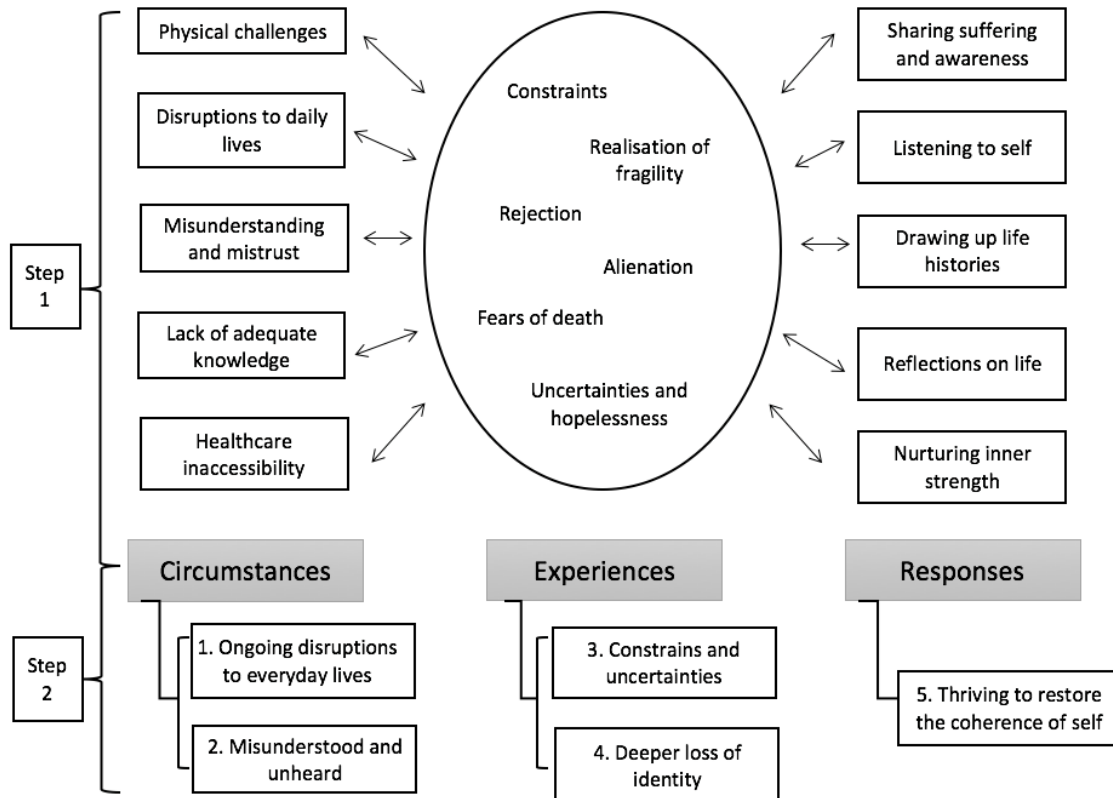 Step
1
Physical challenges
Disruptions to daily
lives
Misunderstanding
and mistrust
Lack of adequate
knowledge
Healthcare
inaccessibility
Constraints
Realisation of
fragility
Rejection
Alienation
Fears of death
Uncertainties and
hopelessness
Sharing suffering
and awareness
Listening to self
Drawing up life
histories
Reflections on life
Nurturing inner
strength
Step
2
Circumstances
1. Ongoing disruptions
to everyday lives
2. Misunderstood and
unheard
Experiences
3. Constrains and
uncertainties
4. Deeper loss of
identity
Responses
5. Thriving to restore
the coherence of self